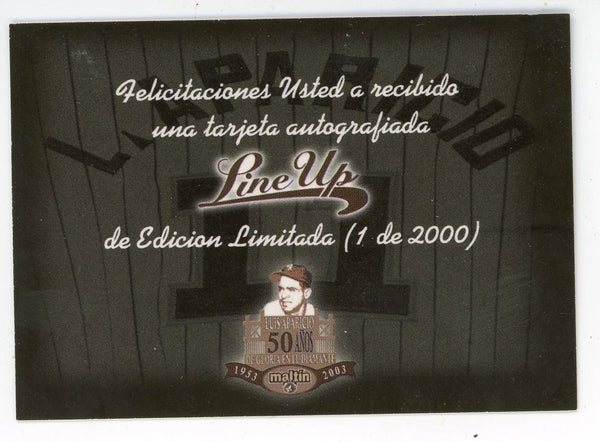 L. APARICIO
Felicitaciones Usted a recibido
una tarjeta autografiada
Line Up
de Edicion Limitada (1 de 2000)
11
LUIS APARICIO
50 AÑOS
DE GLORIA EN EL DIAMANTE
1953 maltín 2003